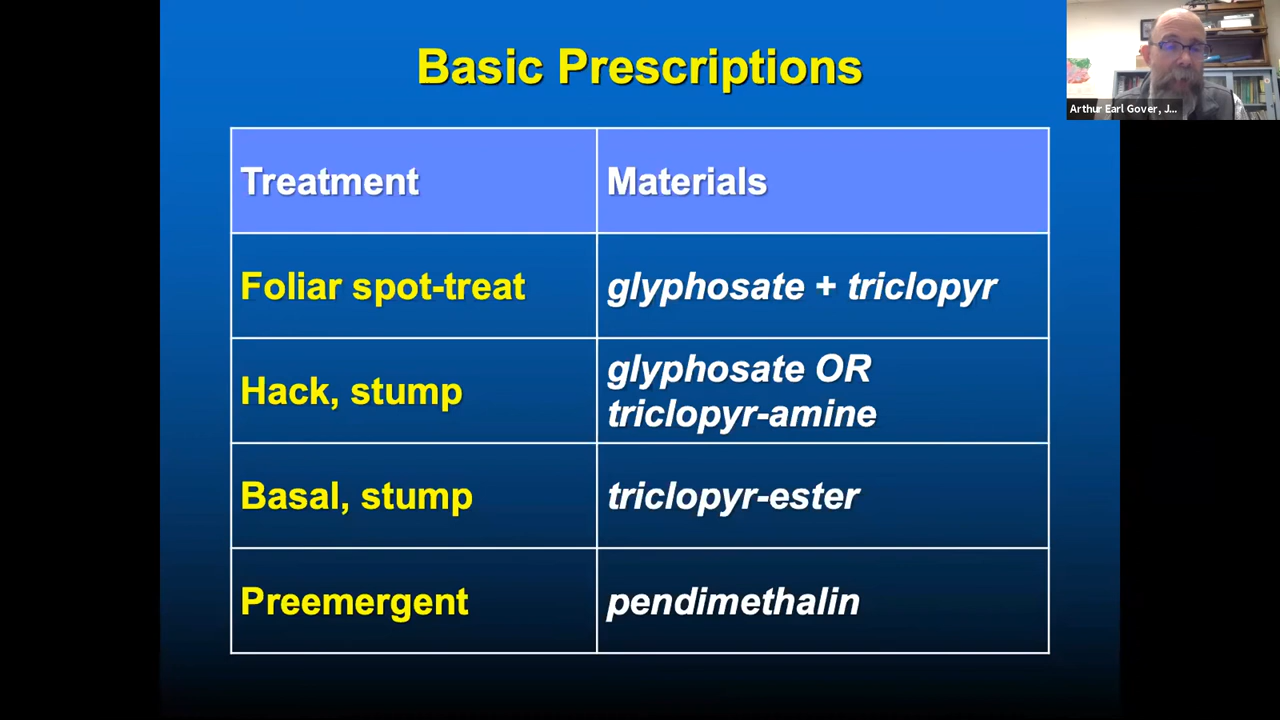 Basic Prescriptions
Arthur Earl Gover, J...
Treatment
Materials
Foliar spot-treat
glyphosate + triclopyr
Hack, stump
glyphosate OR
triclopyr-amine
Basal, stump
triclopyr-ester
Preemergent
pendimethalin